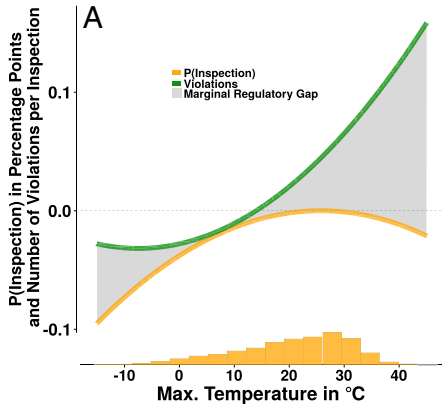 A
P(Inspection) in Percentage Points
and Number of Violations per Inspection
P(Inspection)
Violations
Marginal Regulatory Gap
0.1
0.0
-0.1
-10
0
10
20
30
40
Max. Temperature in °C